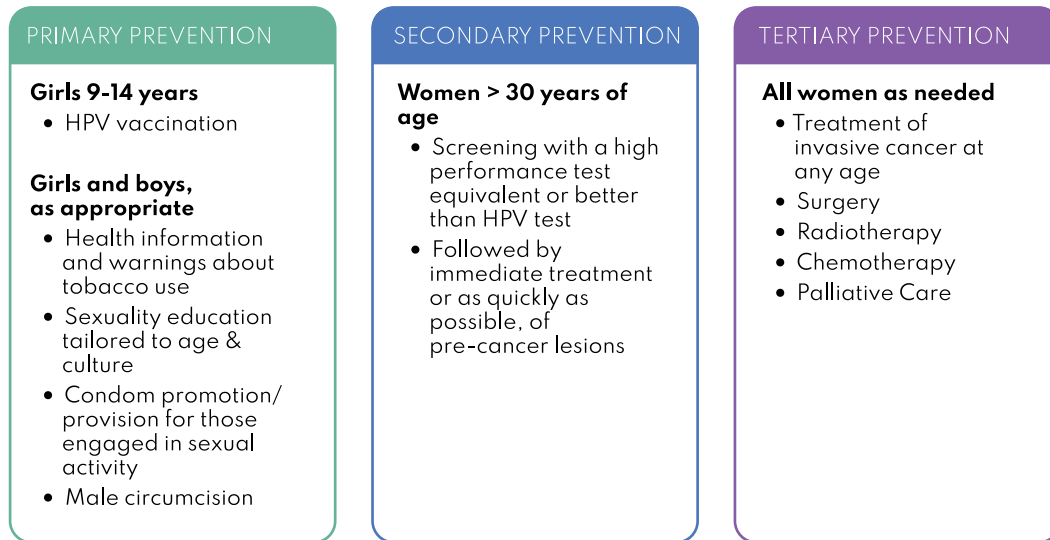 PRIMARY PREVENTION
Girls 9-14 years
• HPV vaccination
Girls and boys,
as appropriate
• Health information
and warnings about
tobacco use
• Sexuality education
tailored to age &
culture
• Condom promotion/
provision for those
engaged in sexual
activity
• Male circumcision
SECONDARY PREVENTION
Women > 30 years of
age
• Screening with a high
performance test
equivalent or better
than HPV test
• Followed by
immediate treatment
or as quickly as
possible, of
pre-cancer lesions
TERTIARY PREVENTION
All women as needed
• Treatment of
invasive cancer at
any age
• Surgery
• Radiotherapy
• Chemotherapy
• Palliative Care